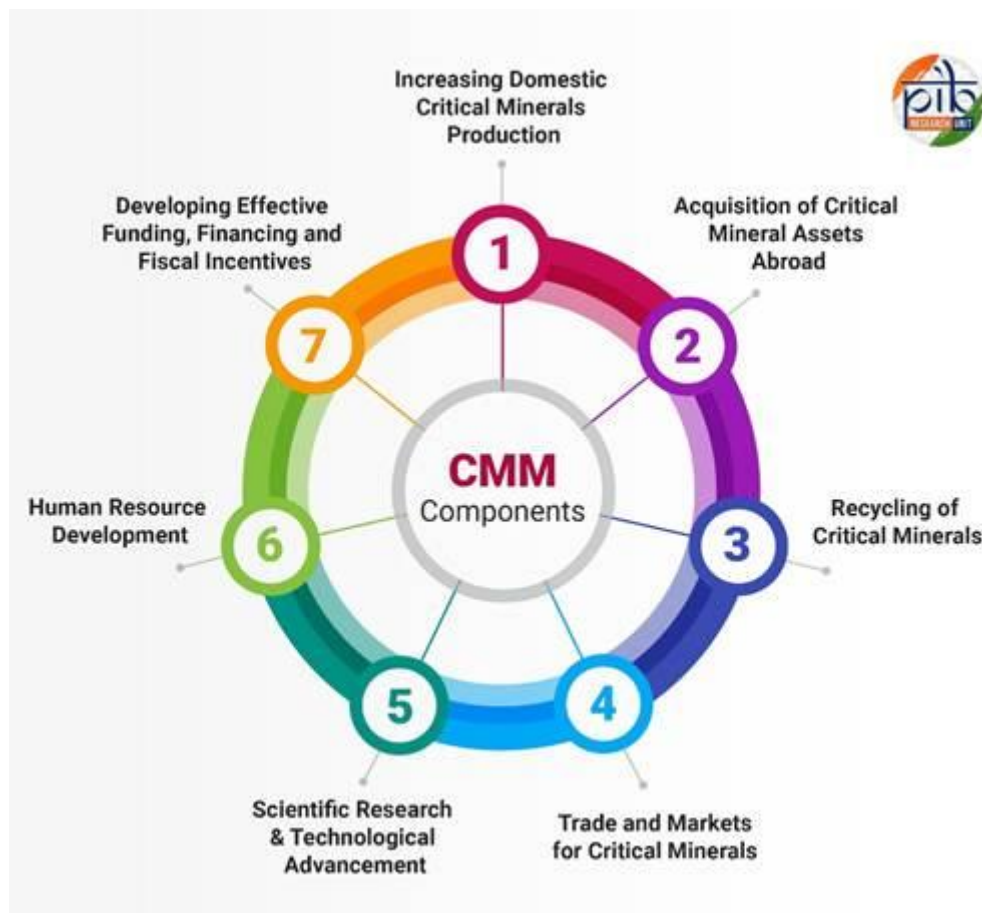 pib
RESEARCH UNIT
Increasing Domestic
Critical Minerals
Production
1
Acquisition of Critical
Mineral Assets
Abroad
2
Recycling of
Critical Minerals
3
Trade and Markets
for Critical Minerals
4
Scientific Research
& Technological
Advancement
5
Human Resource
Development
6
Developing Effective
Funding, Financing and
Fiscal Incentives
7
CMM
Components